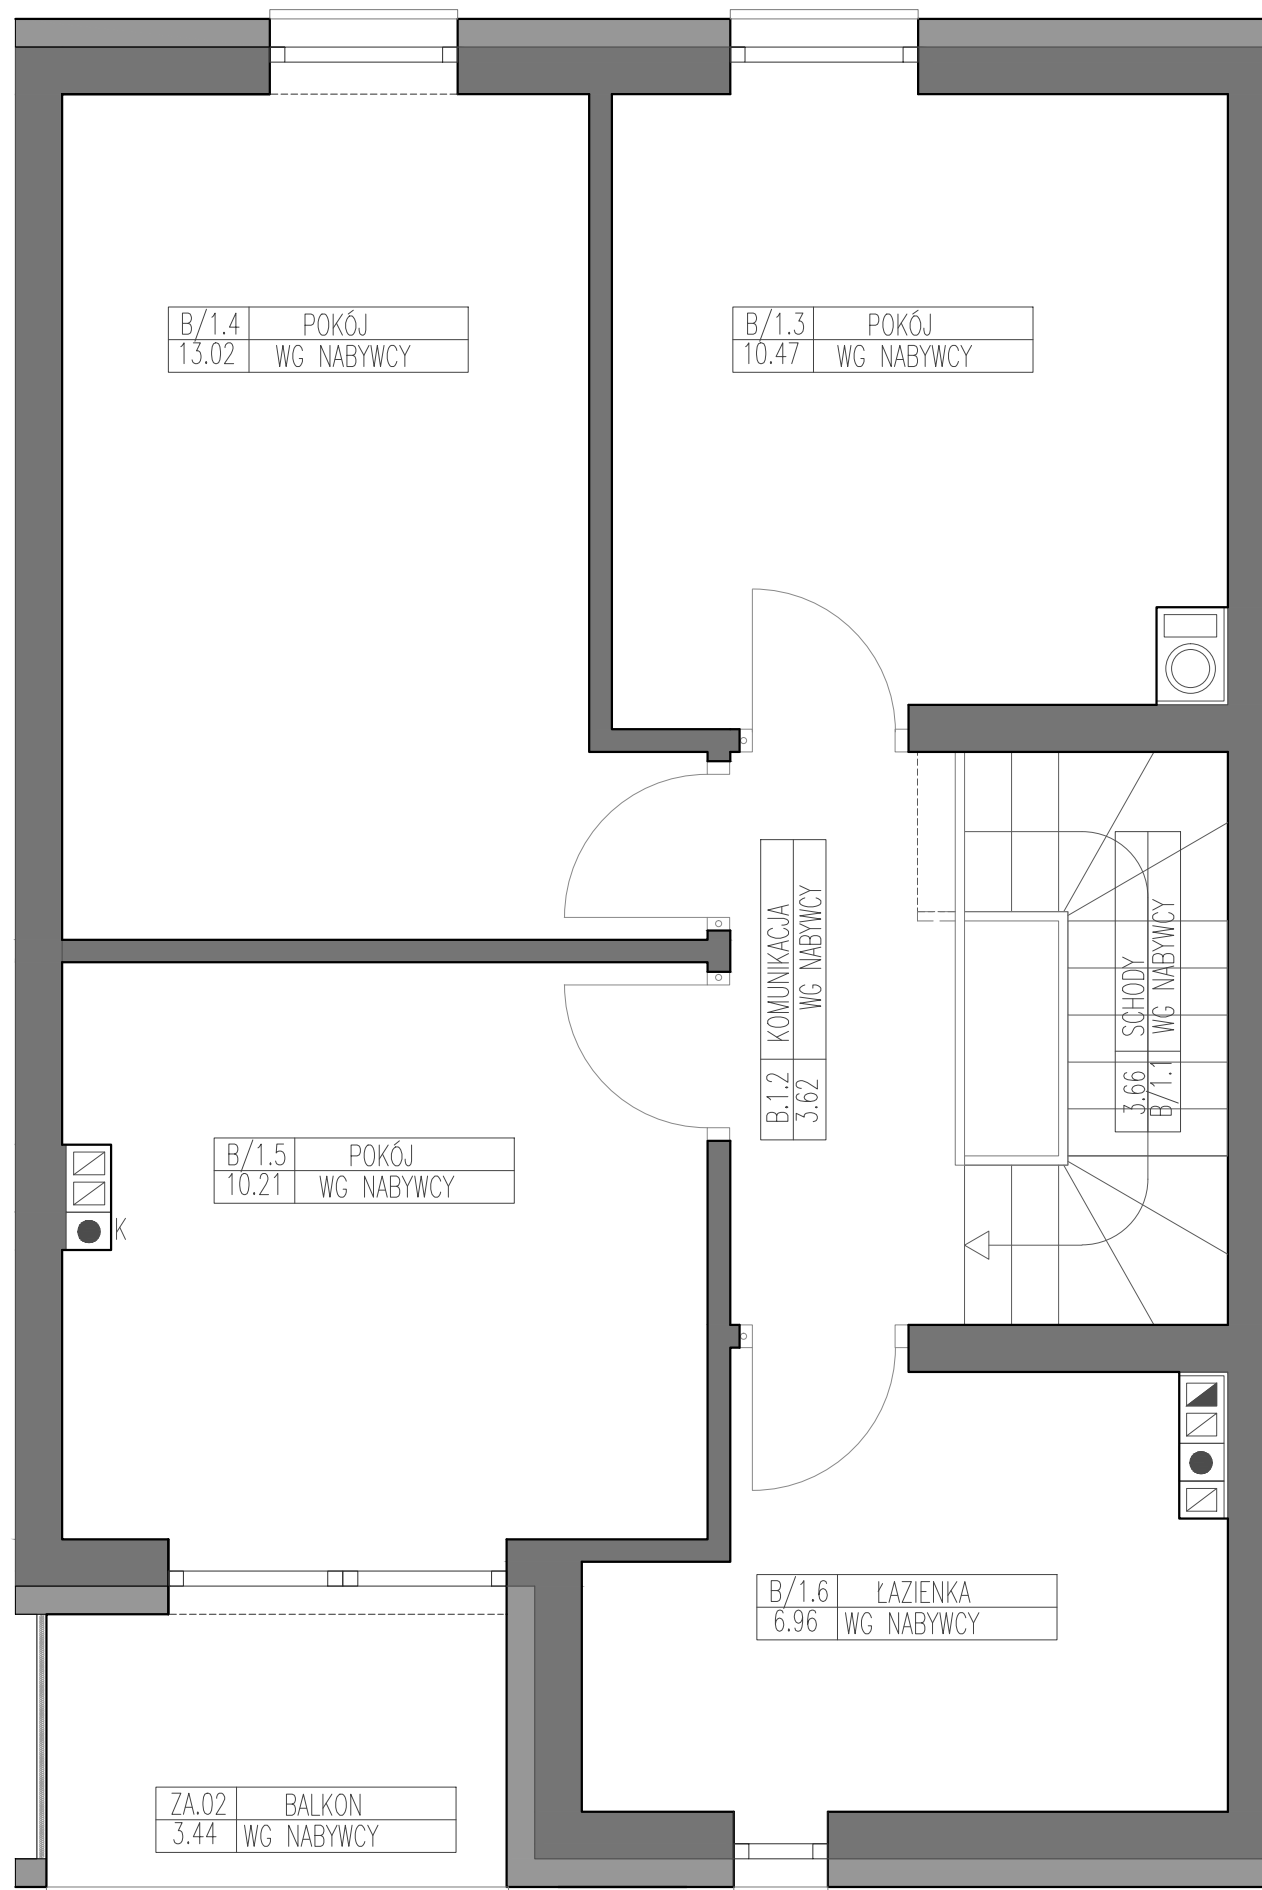 B/1.4 POKÓJ
13.02 WG NABYWCY
B/1.3 POKÓJ
10.47 WG NABYWCY
B.1.2 KOMUNIKACJA
3.62 WG NABYWCY
3.66 SCHODY
B/1.1 WG NABYWCY
B/1.5 POKÓJ
10.21 WG NABYWCY
K
B/1.6 ŁAZIENKA
6.96 WG NABYWCY
ZA.02 BALKON
3.44 WG NABYWCY